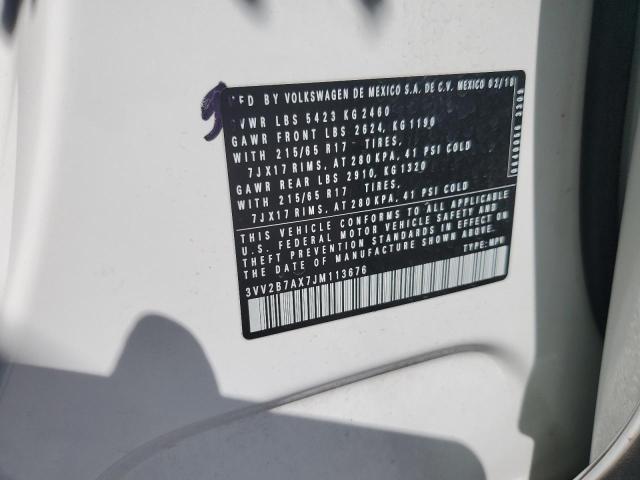 MFD BY VOLKSWAGEN DE MEXICO S.A. DE C.V. MEXICO 02/18
GVWR LBS 5423 KG 2460
GAWR FRONT LBS 2624, KG 1190
WITH 215/65 R17 TIRES,
7JX17 RIMS, AT 280 KPA, 41 PSI COLD
GAWR REAR LBS 2910, KG 1320
WITH 215/65 R17 TIRES,
7JX17 RIMS, AT 280 KPA, 41 PSI COLD
THIS VEHICLE CONFORMS TO ALL APPLICABLE
U.S. FEDERAL MOTOR VEHICLE SAFETY AND
THEFT PREVENTION STANDARDS IN EFFECT ON
THE DATE OF MANUFACTURE SHOWN ABOVE.
TYPE: MPV
3VV2B7AX7JM113676